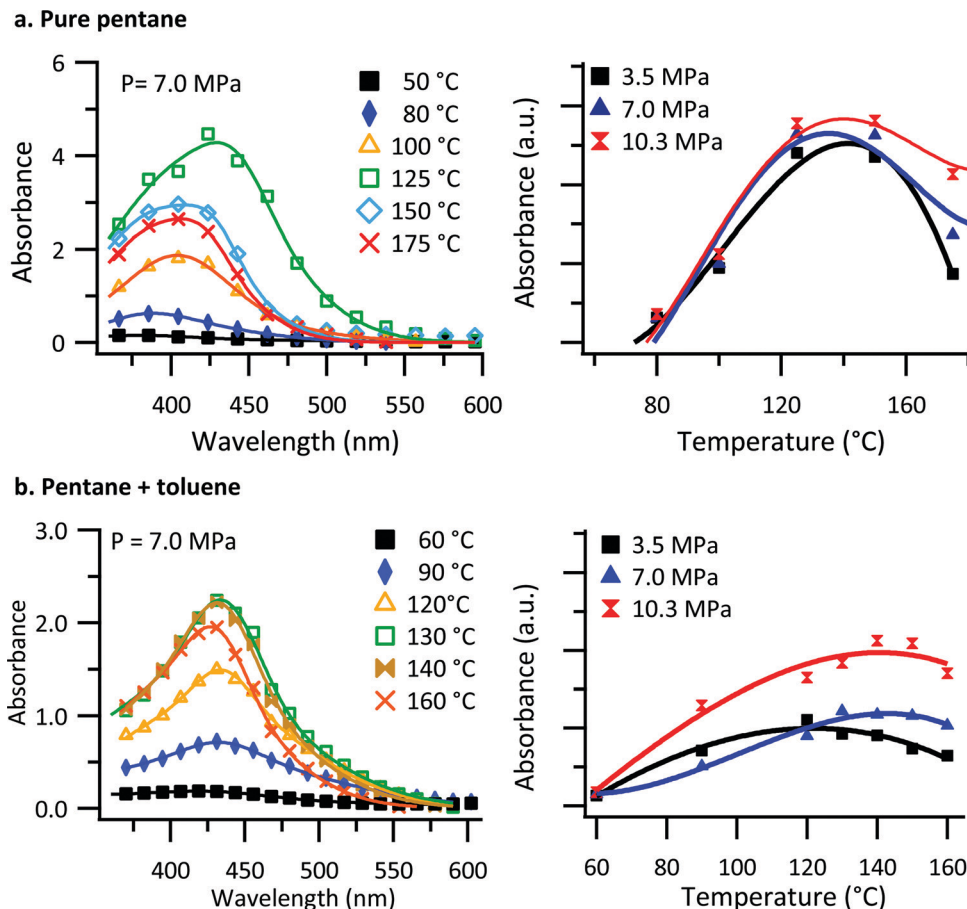 a. Pure pentane
P= 7.0 MPa
50 °C
80 °C
100 °C
125 °C
150 °C
175 °C
Absorbance
6
4
2
0
400
450
500
550
600
Wavelength (nm)
3.5 MPa
7.0 MPa
10.3 MPa
Absorbance (a.u.)
80
120
160
Temperature (°C)
b. Pentane + toluene
P = 7.0 MPa
60 °C
90 °C
120°C
130 °C
140 °C
160 °C
Absorbance
3.0
2.0
1.0
0.0
400
450
500
550
600
Wavelength (nm)
3.5 MPa
7.0 MPa
10.3 MPa
Absorbance (a.u.)
60
80
100
120
140
160
Temperature (°C)